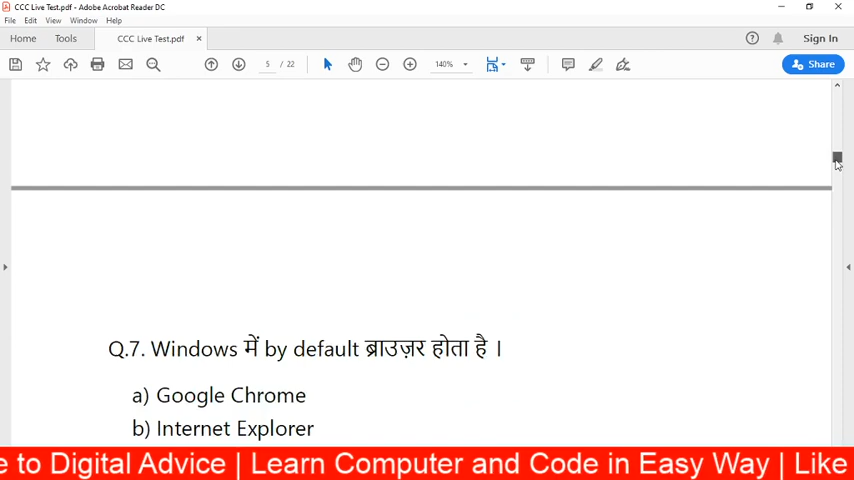 CCC Live Test.pdf - Adobe Acrobat Reader DC
File Edit View Window Help
Home Tools CCC Live Test.pdf × Sign In
5 / 22 140% Share
Q.7. Windows में by default ब्राउज़र होता है ।
a) Google Chrome
b) Internet Explorer
e to Digital Advice | Learn Computer and Code in Easy Way | Like